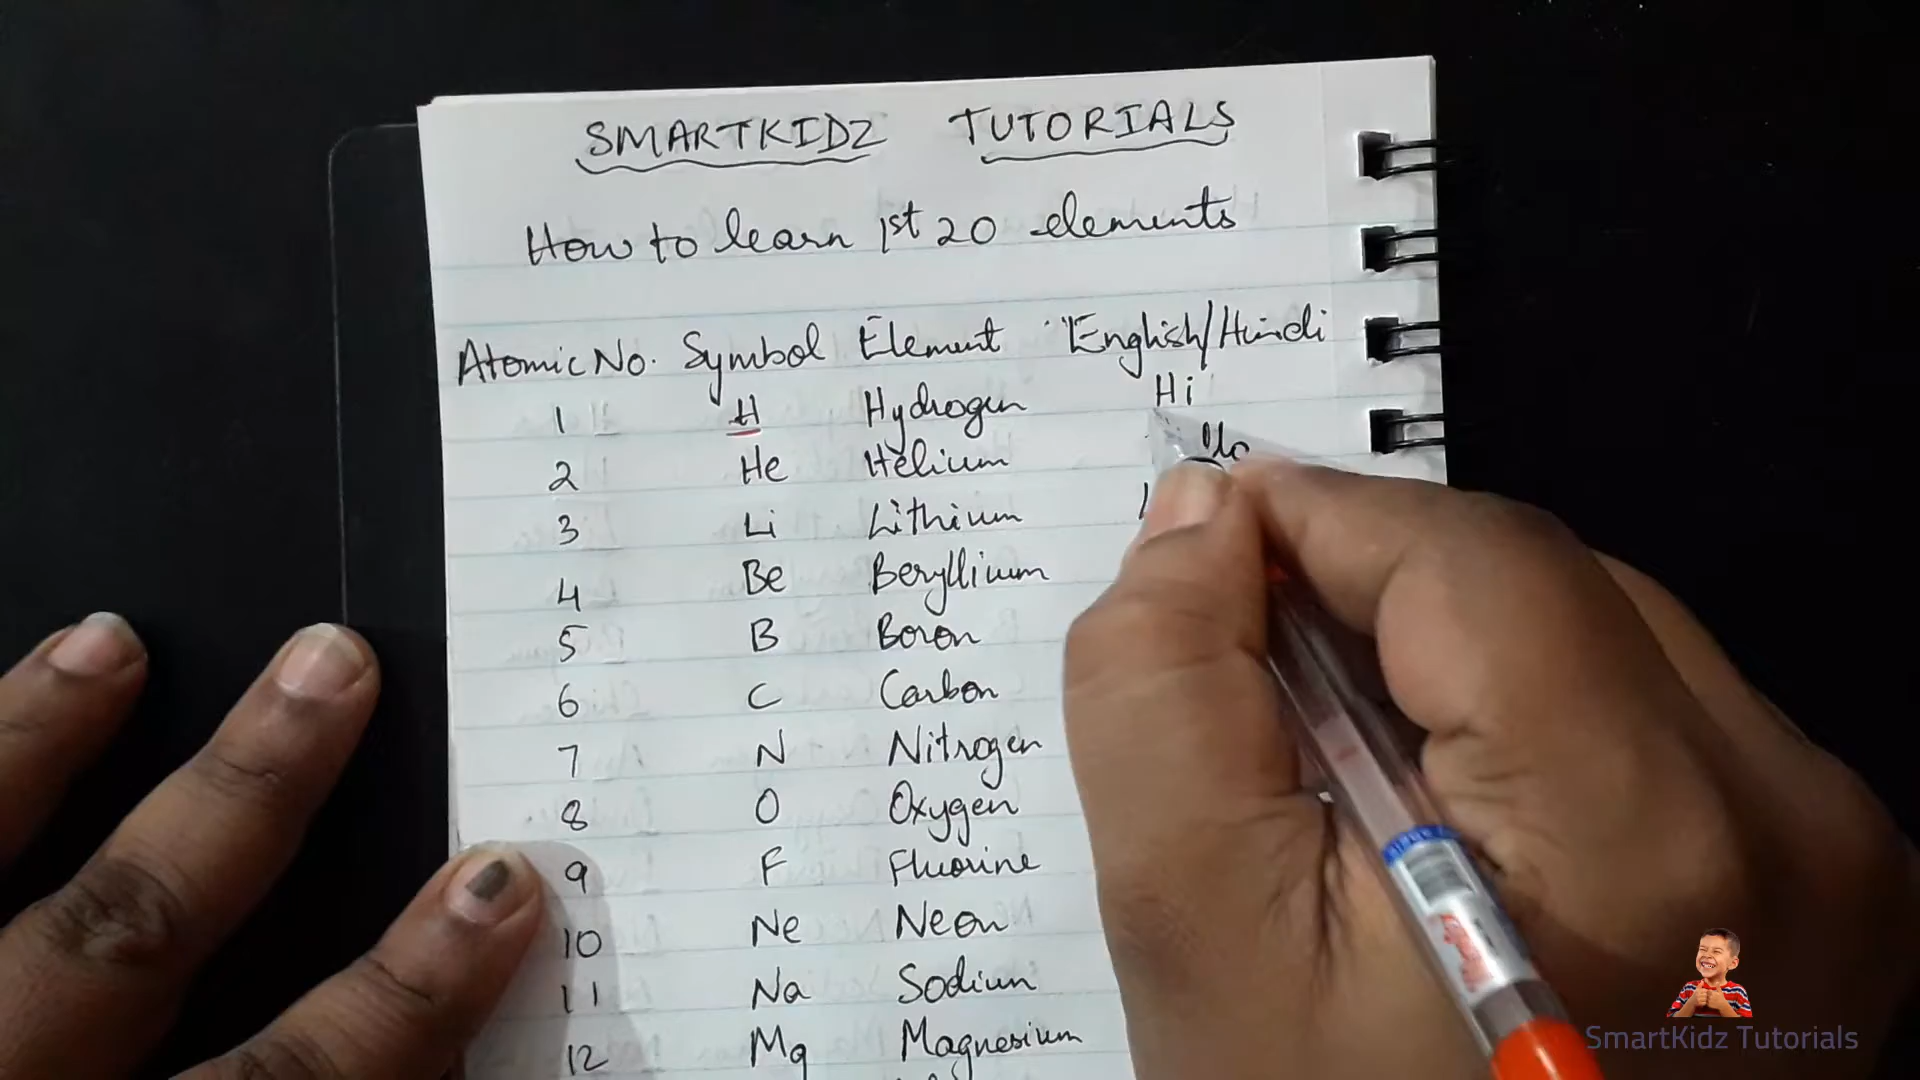 SMARTKIDZ TUTORIALS
How to learn 1st 20 elements
Atomic No. Symbol Element English/Hindi
1 H Hydrogen Hi
2 He Helium
3 Li Lithium
4 Be Beryllium
5 B Boron
6 C Carbon
7 N Nitrogen
8 O Oxygen
9 F Fluorine
10 Ne Neon
11 Na Sodium
12 Mg Magnesium
SmartKidz Tutorials